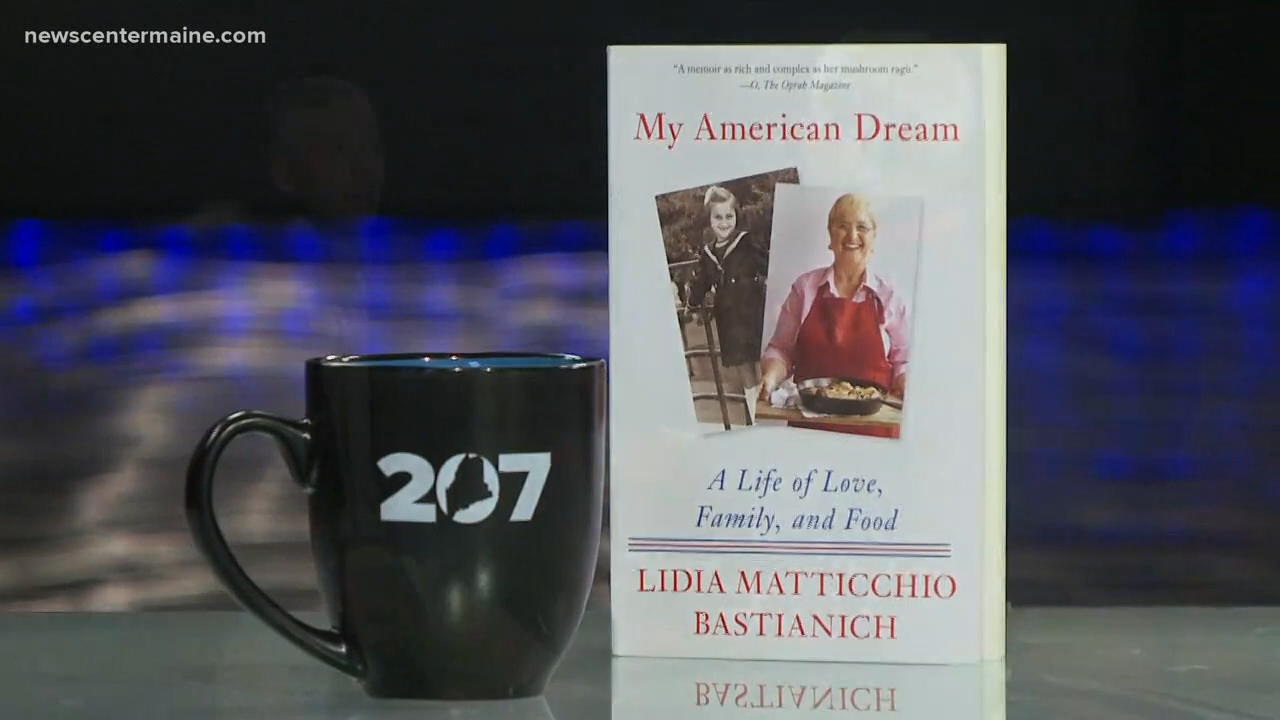 newscentermaine.com
"A memoir as rich and complex as her mushroom ragù."
—O, The Oprah Magazine
My American Dream
207
A Life of Love,
Family, and Food
LIDIA MATTICCHIO
BASTIANICH
BASTIANICH